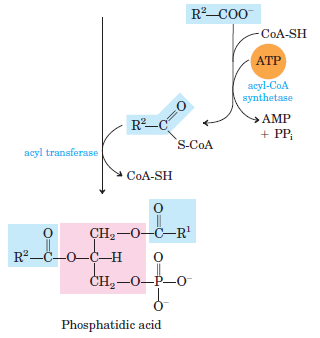 R²—COO⁻
CoA-SH
ATP
acyl-CoA
synthetase
AMP
+ PPᵢ
O
R²—C
S-CoA
acyl transferase
CoA-SH
O
O CH₂—O—C—R¹
R²—C—O—C—H O
CH₂—O—P—O⁻
O⁻
Phosphatidic acid